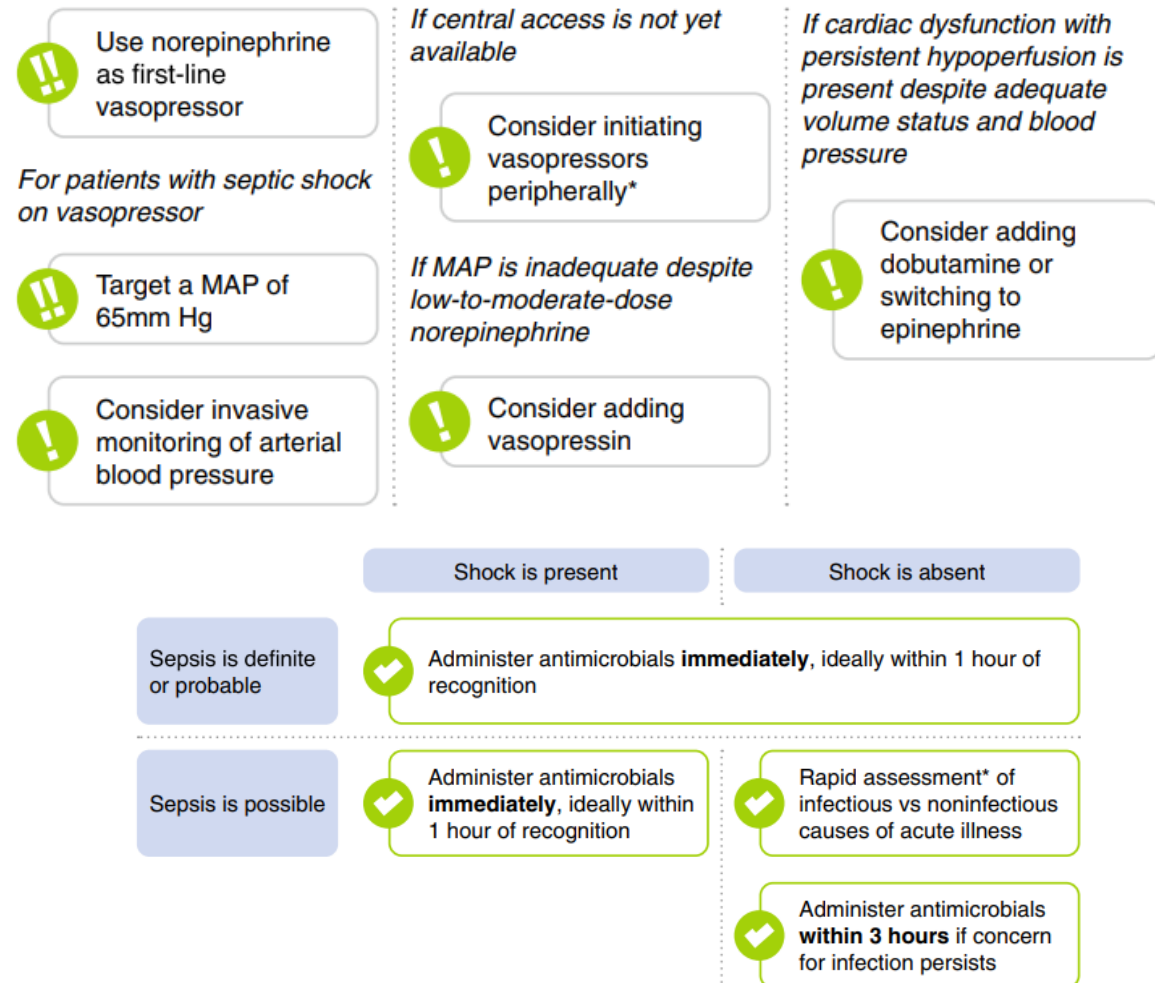 Use norepinephrine
as first-line
vasopressor
For patients with septic shock
on vasopressor
Target a MAP of
65mm Hg
Consider invasive
monitoring of arterial
blood pressure
If central access is not yet
available
Consider initiating
vasopressors
peripherally*
If MAP is inadequate despite
low-to-moderate-dose
norepinephrine
Consider adding
vasopressin
If cardiac dysfunction with
persistent hypoperfusion is
present despite adequate
volume status and blood
pressure
Consider adding
dobutamine or
switching to
epinephrine
Shock is present
Shock is absent
Sepsis is definite
or probable
Administer antimicrobials immediately, ideally within 1 hour of
recognition
Sepsis is possible
Administer antimicrobials
immediately, ideally within
1 hour of recognition
Rapid assessment* of
infectious vs noninfectious
causes of acute illness
Administer antimicrobials
within 3 hours if concern
for infection persists